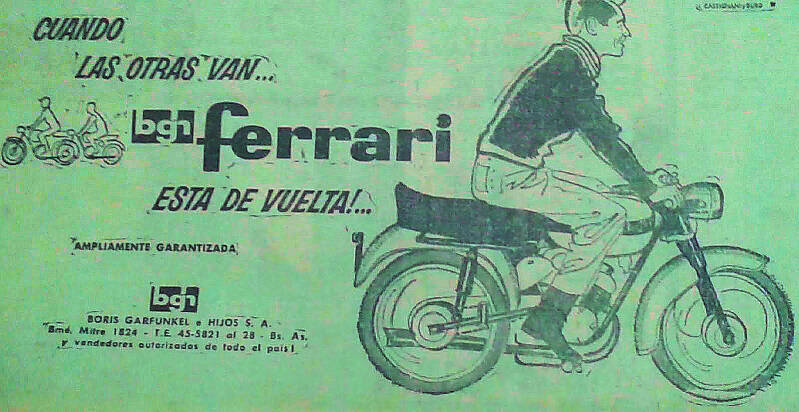 CUANDO
LAS OTRAS VAN...
bgh ferrari
ESTA DE VUELTA!...
AMPLIAMENTE GARANTIZADA
bgh
BORIS GARFUNKEL e HIJOS S. A.
Bmé. Mitre 1824 - T.E. 45-5821 al 28 - Bs. As.
y vendedores autorizados de todo el país!